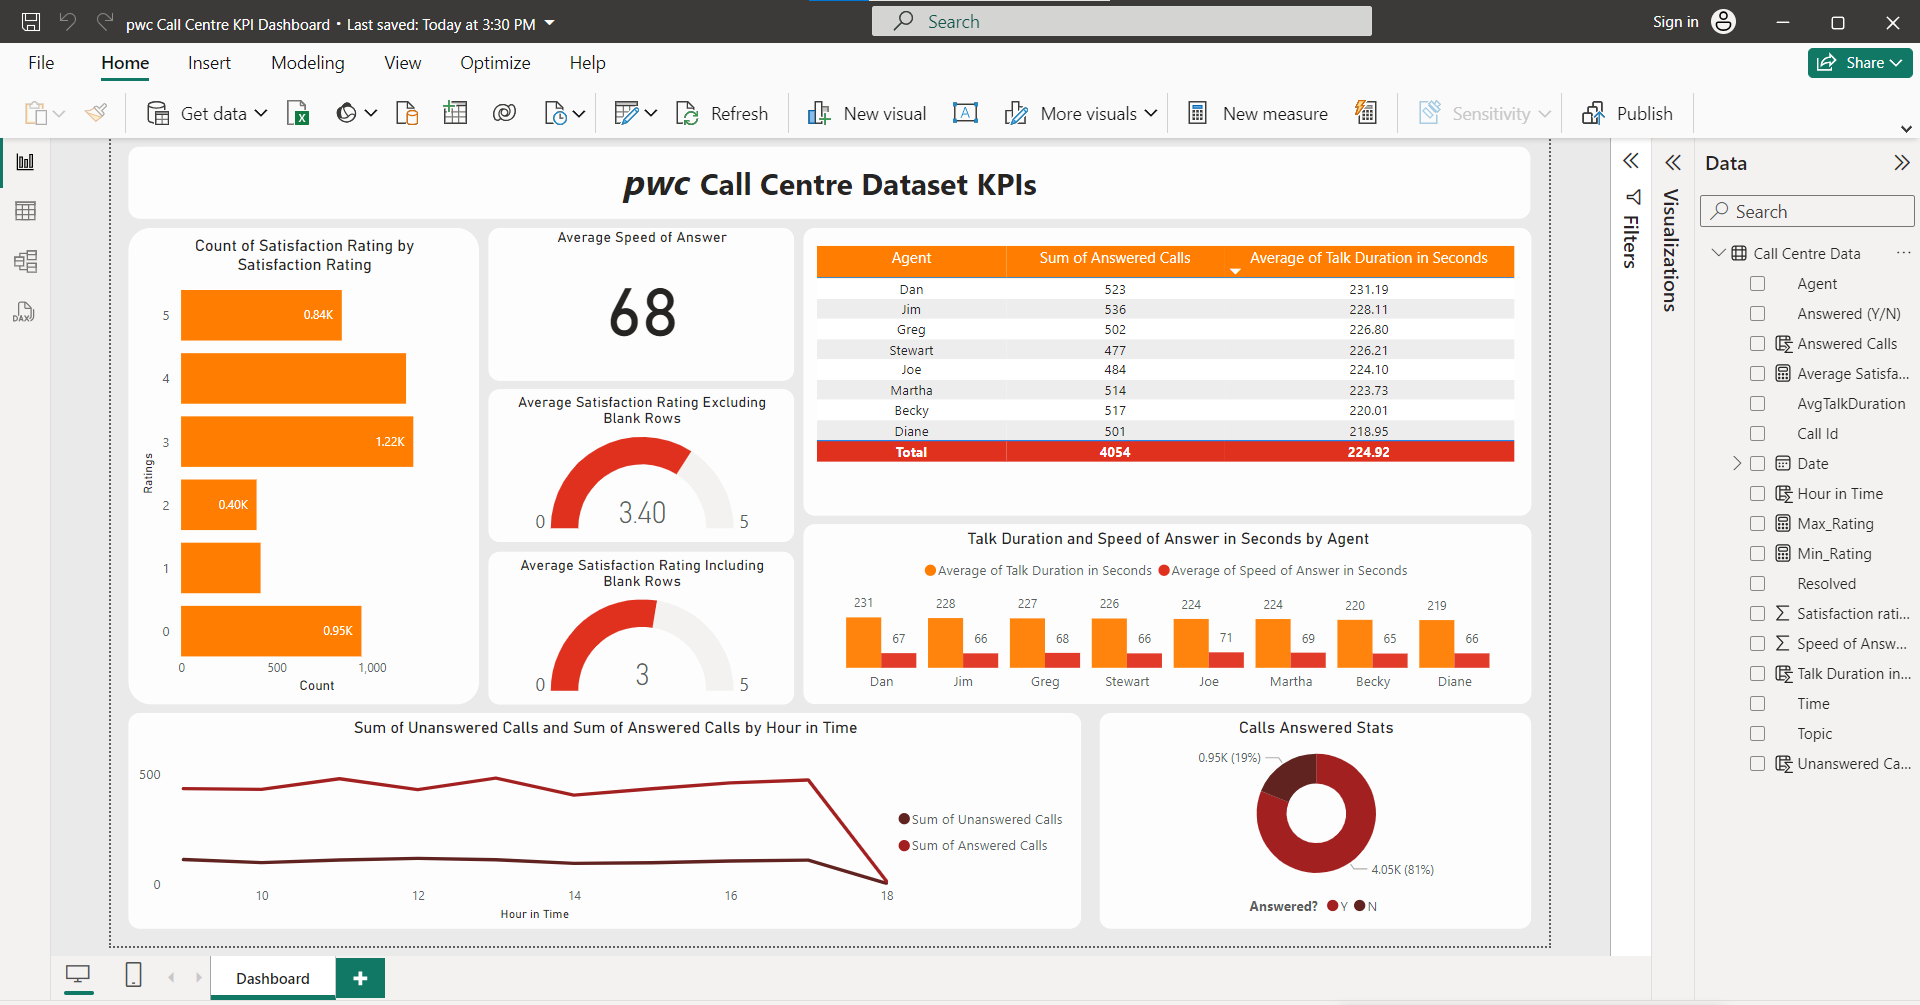 pwc Call Centre KPI Dashboard • Last saved: Today at 3:30 PM
Search
Sign in
File Home Insert Modeling View Optimize Help
Share
Get data
Refresh
New visual
More visuals
New measure
Sensitivity
Publish
pwc Call Centre Dataset KPIs
Count of Satisfaction Rating by
Satisfaction Rating
Ratings
5 0.84K
4
3 1.22K
2 0.40K
1
0 0.95K
0 500 1,000
Count
Average Speed of Answer
68
Average Satisfaction Rating Excluding
Blank Rows
0 3.40 5
Average Satisfaction Rating Including
Blank Rows
0 3 5
Agent Sum of Answered Calls Average of Talk Duration in Seconds
Dan 523 231.19
Jim 536 228.11
Greg 502 226.80
Stewart 477 226.21
Joe 484 224.10
Martha 514 223.73
Becky 517 220.01
Diane 501 218.95
Total 4054 224.92
Talk Duration and Speed of Answer in Seconds by Agent
Average of Talk Duration in Seconds Average of Speed of Answer in Seconds
231 228 227 226 224 224 220 219
67 66 68 66 71 69 65 66
Dan Jim Greg Stewart Joe Martha Becky Diane
Sum of Unanswered Calls and Sum of Answered Calls by Hour in Time
500
0
10 12 14 16 18
Hour in Time
Sum of Unanswered Calls
Sum of Answered Calls
Calls Answered Stats
0.95K (19%)
4.05K (81%)
Answered? Y N
Filters
Visualizations
Data
Search
Call Centre Data
Agent
Answered (Y/N)
Answered Calls
Average Satisfa...
AvgTalkDuration
Call Id
Date
Hour in Time
Max_Rating
Min_Rating
Resolved
Satisfaction rati...
Speed of Answ...
Talk Duration in...
Time
Topic
Unanswered Ca...
DAX
Dashboard